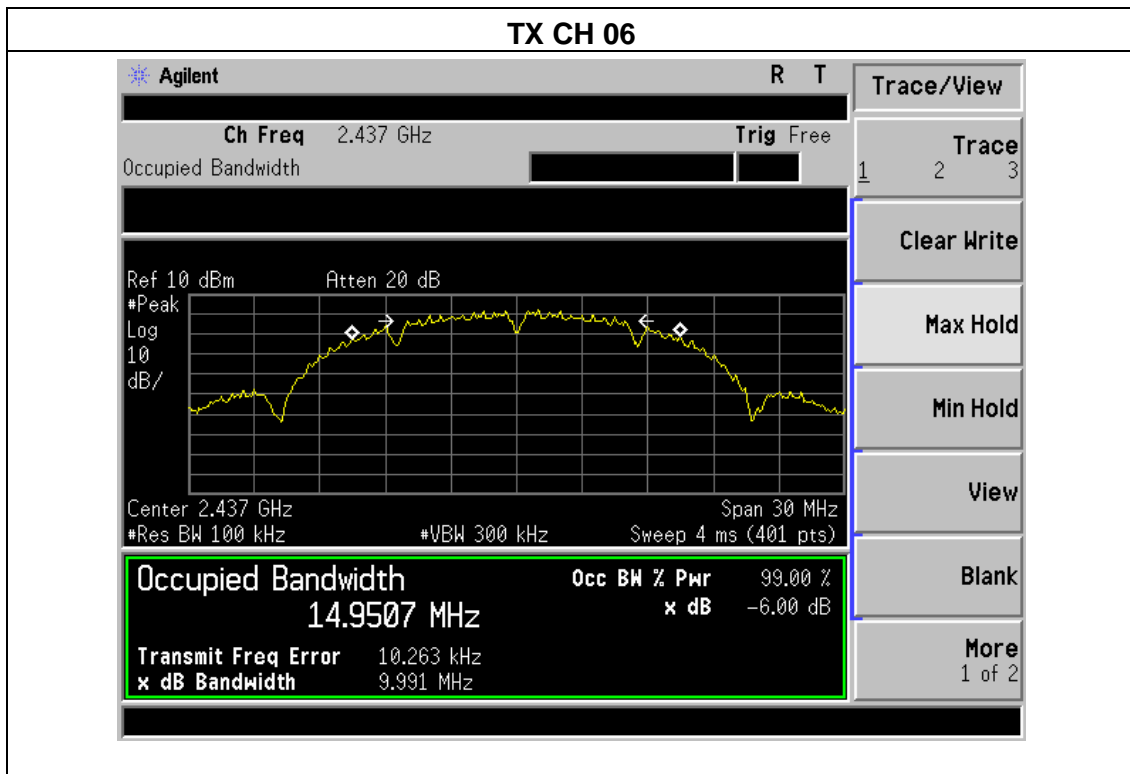 TX CH 06
Agilent R T
Ch Freq 2.437 GHz Trig Free
Occupied Bandwidth
Ref 10 dBm Atten 20 dB
#Peak
Log
10
dB/
Center 2.437 GHz Span 30 MHz
#Res BW 100 kHz #VBW 300 kHz Sweep 4 ms (401 pts)
Occupied Bandwidth Occ BW % Pwr 99.00 %
14.9507 MHz x dB -6.00 dB
Transmit Freq Error 10.263 kHz
x dB Bandwidth 9.991 MHz
Trace/View
Trace
1 2 3
Clear Write
Max Hold
Min Hold
View
Blank
More
1 of 2